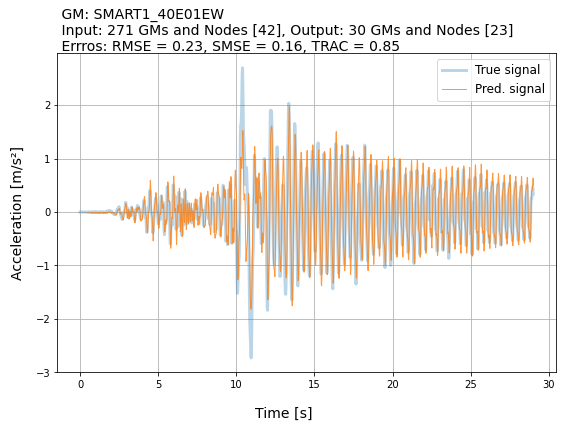 GM: SMART1_40E01EW
Input: 271 GMs and Nodes [42], Output: 30 GMs and Nodes [23]
Errros: RMSE = 0.23, SMSE = 0.16, TRAC = 0.85
True signal
Pred. signal
2
1
0
−1
−2
−3
Acceleration [m/s²]
0 5 10 15 20 25 30
Time [s]